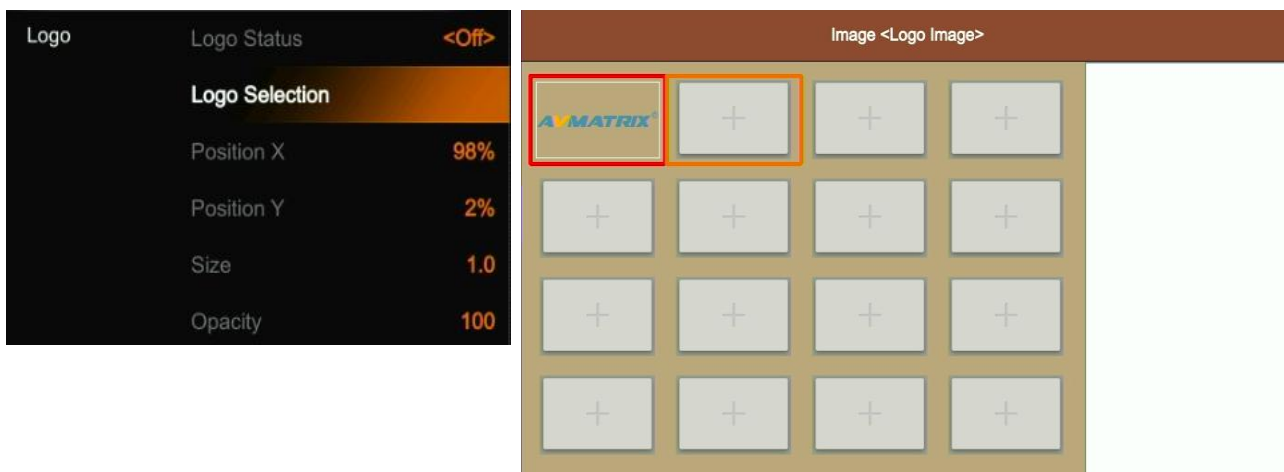 Logo
Logo Status <Off>
Logo Selection
Position X 98%
Position Y 2%
Size 1.0
Opacity 100
Image <Logo Image>
AVMATRIX®